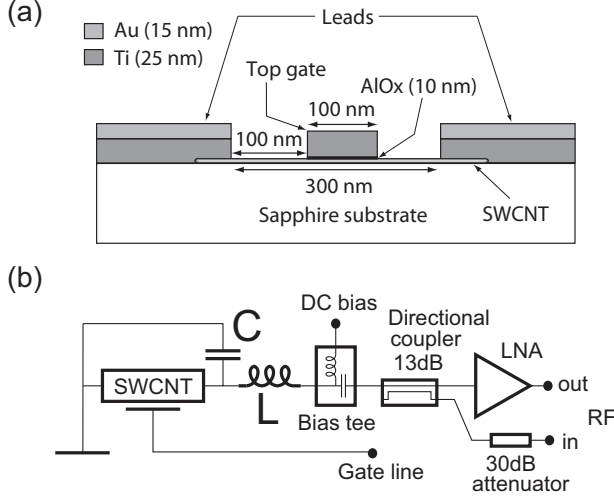 (a)
Au (15 nm)
Ti (25 nm)
Leads
Top gate
AlOx (10 nm)
100 nm
100 nm
300 nm
Sapphire substrate
SWCNT
(b)
DC bias
Directional
coupler
13dB
LNA
C
SWCNT
L
Bias tee
out
RF
in
Gate line
30dB
attenuator